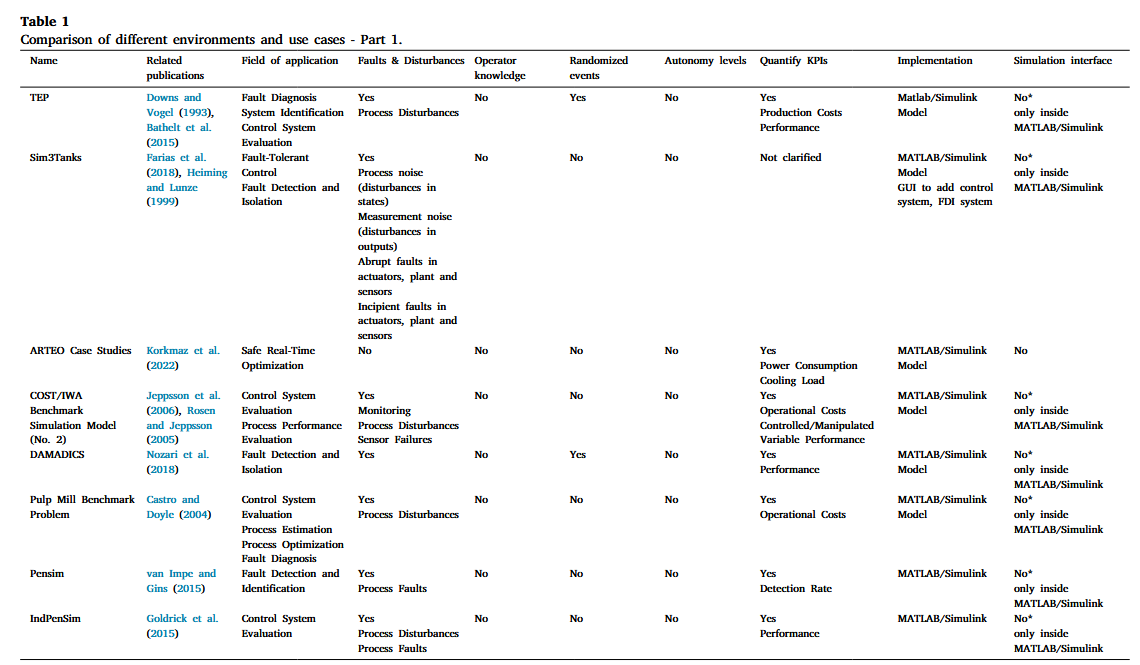 Table 1
Comparison of different environments and use cases - Part 1.
Name Related publications Field of application Faults & Disturbances Operator knowledge Randomized events Autonomy levels Quantify KPIs Implementation Simulation interface
TEP Downs and Fault Diagnosis Yes No Yes No Yes Matlab/Simulink No*
Vogel (1993), System Identification Process Disturbances Production Costs Model only inside
Bathelt et al. Control System Performance MATLAB/Simulink
(2015) Evaluation
Sim3Tanks Farias et al. Fault-Tolerant Yes No No No Not clarified MATLAB/Simulink No*
(2018), Heiming Control Process noise Model only inside
and Lunze Fault Detection and (disturbances in GUI to add control MATLAB/Simulink
(1999) Isolation states) system, FDI system
Measurement noise
(disturbances in
outputs)
Abrupt faults in
actuators, plant and
sensors
Incipient faults in
actuators, plant and
sensors
ARTEO Case Studies Korkmaz et al. Safe Real-Time No No No No Yes MATLAB/Simulink No
(2022) Optimization Power Consumption Model
Cooling Load
COST/IWA Jeppsson et al. Control System Yes No No No Yes MATLAB/Simulink No*
Benchmark (2006), Rosen Evaluation Monitoring Operational Costs Model only inside
Simulation Model and Jeppsson Process Performance Process Disturbances Controlled/Manipulated MATLAB/Simulink
(No. 2) (2005) Evaluation Sensor Failures Variable Performance
DAMADICS Nozari et al. Fault Detection and Yes No Yes No Yes MATLAB/Simulink No*
(2018) Isolation Performance Model only inside
MATLAB/Simulink
Pulp Mill Benchmark Castro and Control System Yes No No No Yes MATLAB/Simulink No*
Problem Doyle (2004) Evaluation Process Disturbances Operational Costs Model only inside
Process Estimation MATLAB/Simulink
Process Optimization
Fault Diagnosis
Pensim van Impe and Fault Detection and Yes No No No Yes MATLAB/Simulink No*
Gins (2015) Identification Process Faults Detection Rate only inside
MATLAB/Simulink
IndPenSim Goldrick et al. Control System Yes No No No Yes MATLAB/Simulink No*
(2015) Evaluation Process Disturbances Performance only inside
Process Faults MATLAB/Simulink